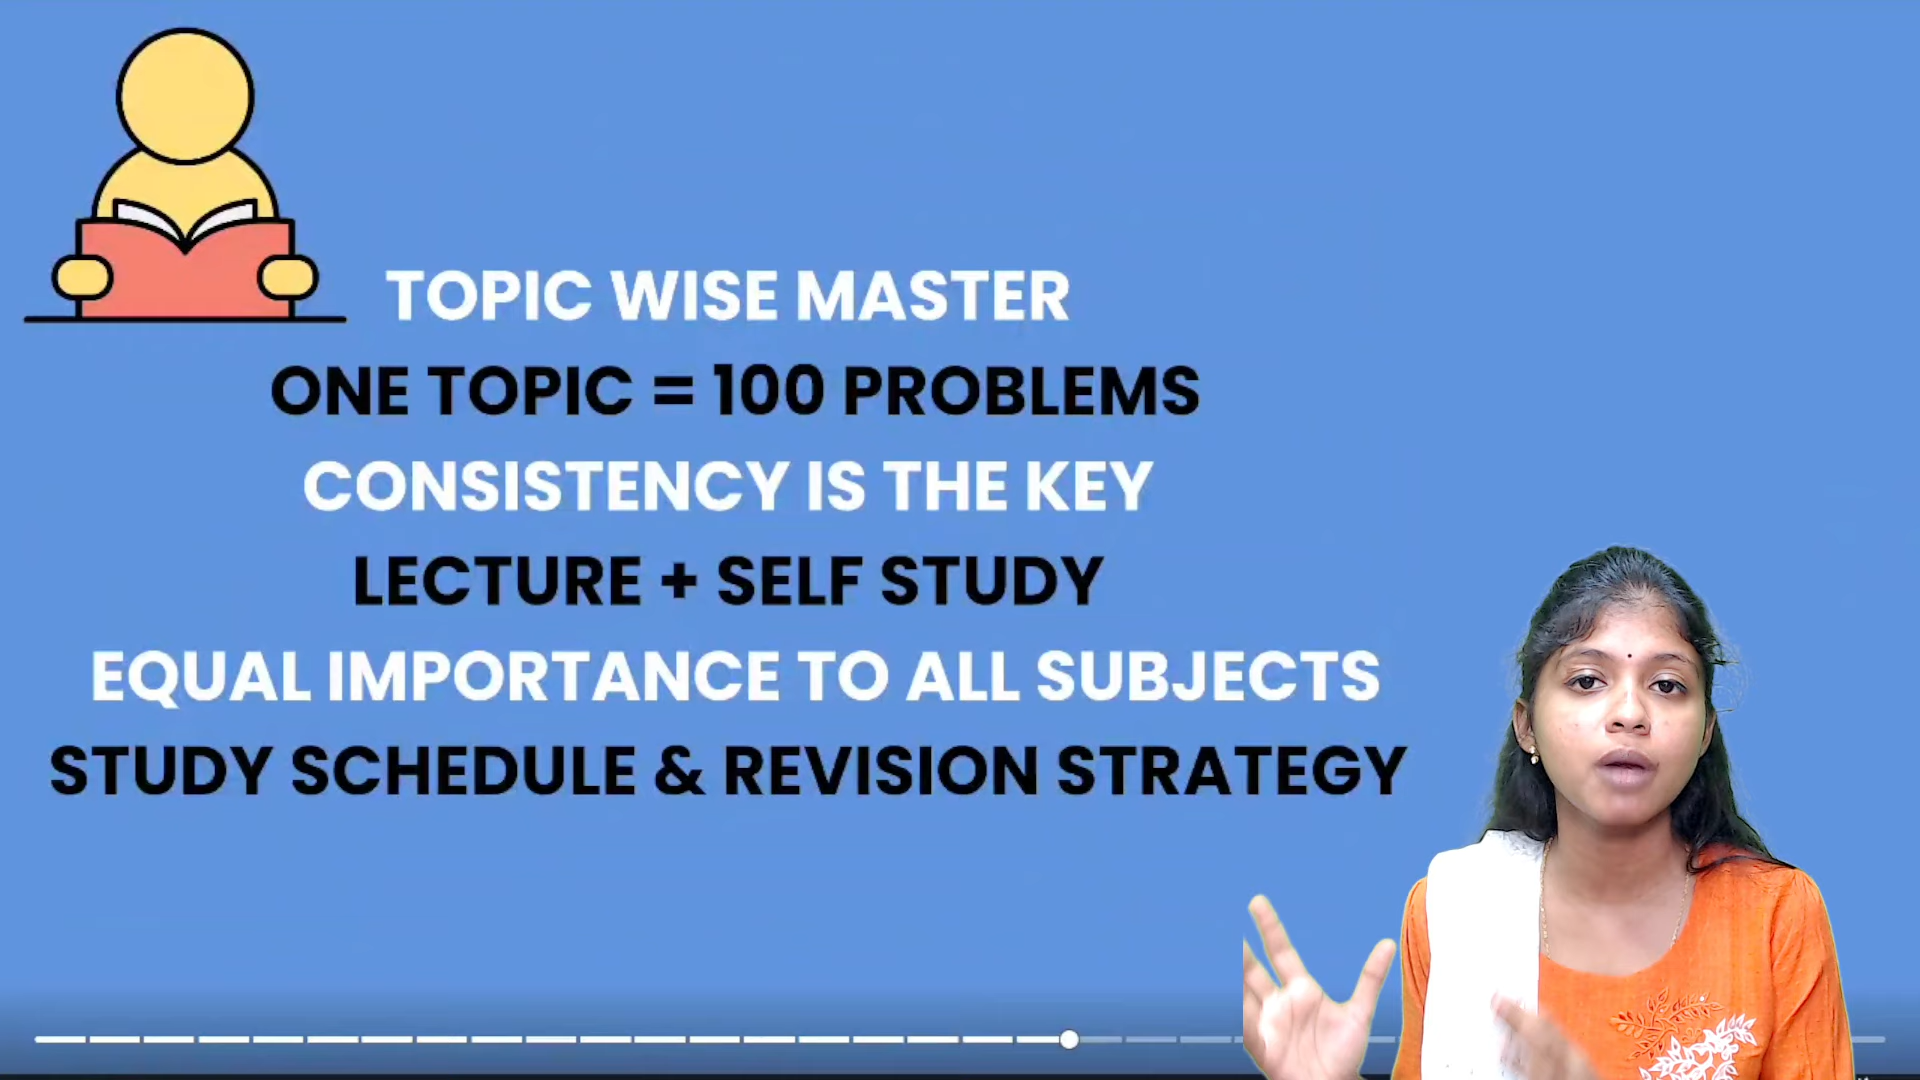 TOPIC WISE MASTER
ONE TOPIC = 100 PROBLEMS
CONSISTENCY IS THE KEY
LECTURE + SELF STUDY
EQUAL IMPORTANCE TO ALL SUBJECTS
STUDY SCHEDULE & REVISION STRATEGY